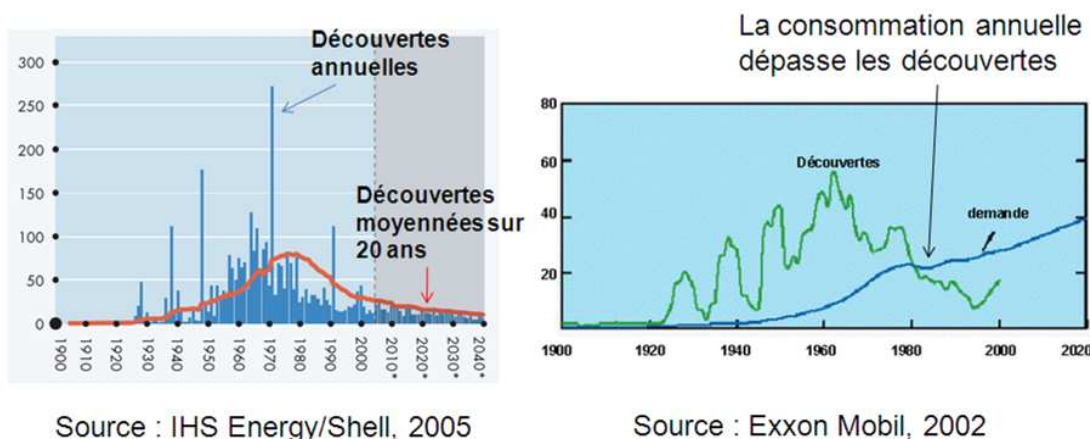 Découvertes
annuelles
300
250
200
150
100
50
0
Découvertes
moyennées sur
20 ans
1900
1910
1920
1930
1940
1950
1960
1970
1980
1990
2000
2010*
2020*
2030*
2040*
Source : IHS Energy/Shell, 2005
La consommation annuelle
dépasse les découvertes
80
60
40
20
Découvertes
demande
1900 1920 1940 1960 1980 2000 2020
Source : Exxon Mobil, 2002